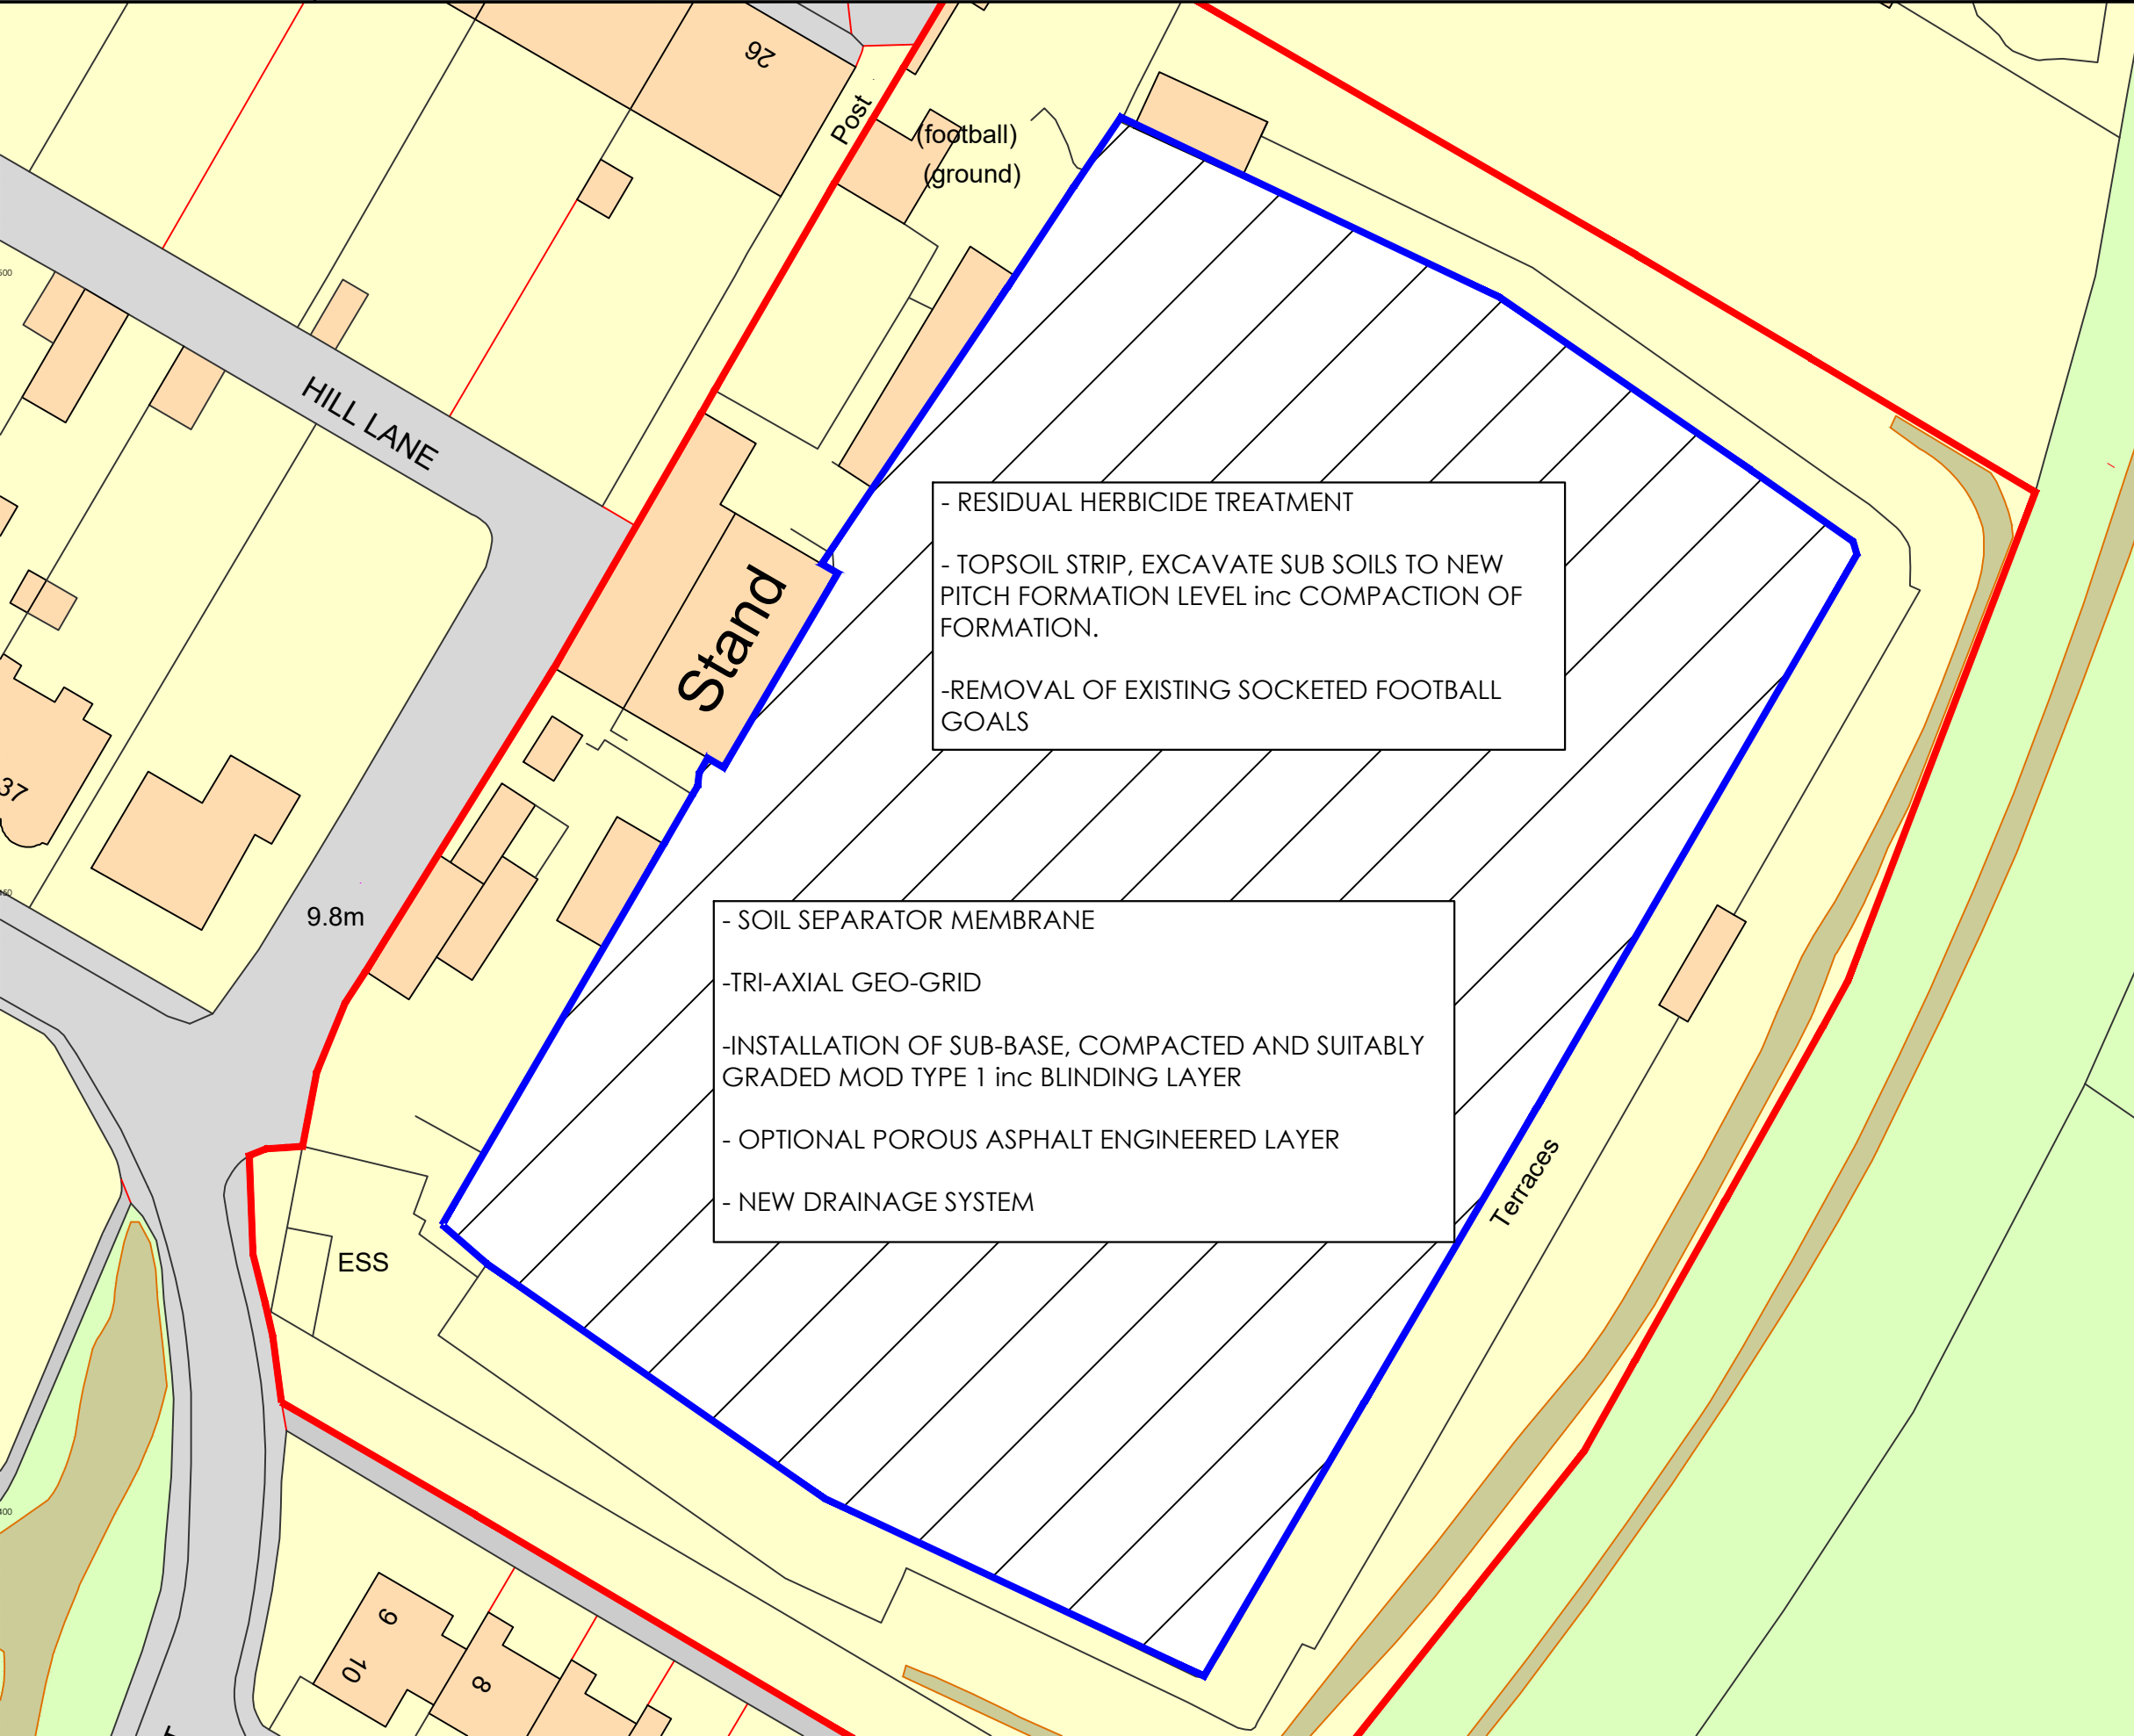 26
Post
(football)
(ground)
500
HILL LANE
- RESIDUAL HERBICIDE TREATMENT
- TOPSOIL STRIP, EXCAVATE SUB SOILS TO NEW
PITCH FORMATION LEVEL inc COMPACTION OF
FORMATION.
-REMOVAL OF EXISTING SOCKETED FOOTBALL
GOALS
Stand
37
9.8m
- SOIL SEPARATOR MEMBRANE
-TRI-AXIAL GEO-GRID
-INSTALLATION OF SUB-BASE, COMPACTED AND SUITABLY
GRADED MOD TYPE 1 inc BLINDING LAYER
- OPTIONAL POROUS ASPHALT ENGINEERED LAYER
- NEW DRAINAGE SYSTEM
Terraces
ESS
400
9
10
8